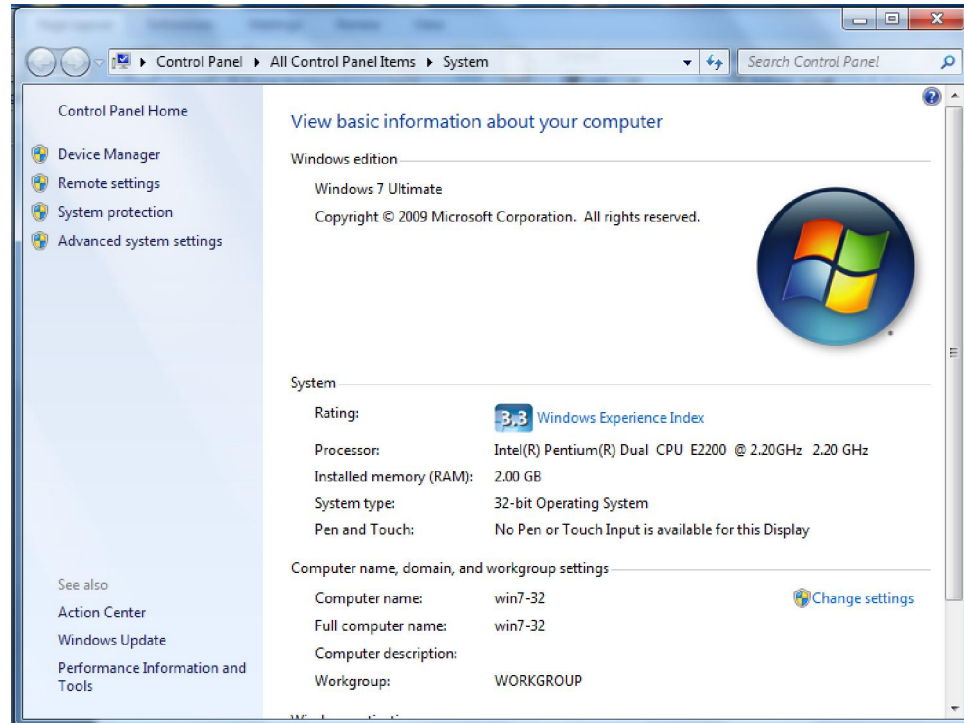 Control Panel All Control Panel Items System
Search Control Panel
Control Panel Home
Device Manager
Remote settings
System protection
Advanced system settings
See also
Action Center
Windows Update
Performance Information and
Tools
View basic information about your computer
Windows edition
Windows 7 Ultimate
Copyright © 2009 Microsoft Corporation. All rights reserved.
System
Rating: 3.3 Windows Experience Index
Processor: Intel(R) Pentium(R) Dual CPU E2200 @ 2.20GHz 2.20 GHz
Installed memory (RAM): 2.00 GB
System type: 32-bit Operating System
Pen and Touch: No Pen or Touch Input is available for this Display
Computer name, domain, and workgroup settings
Computer name: win7-32 Change settings
Full computer name: win7-32
Computer description:
Workgroup: WORKGROUP